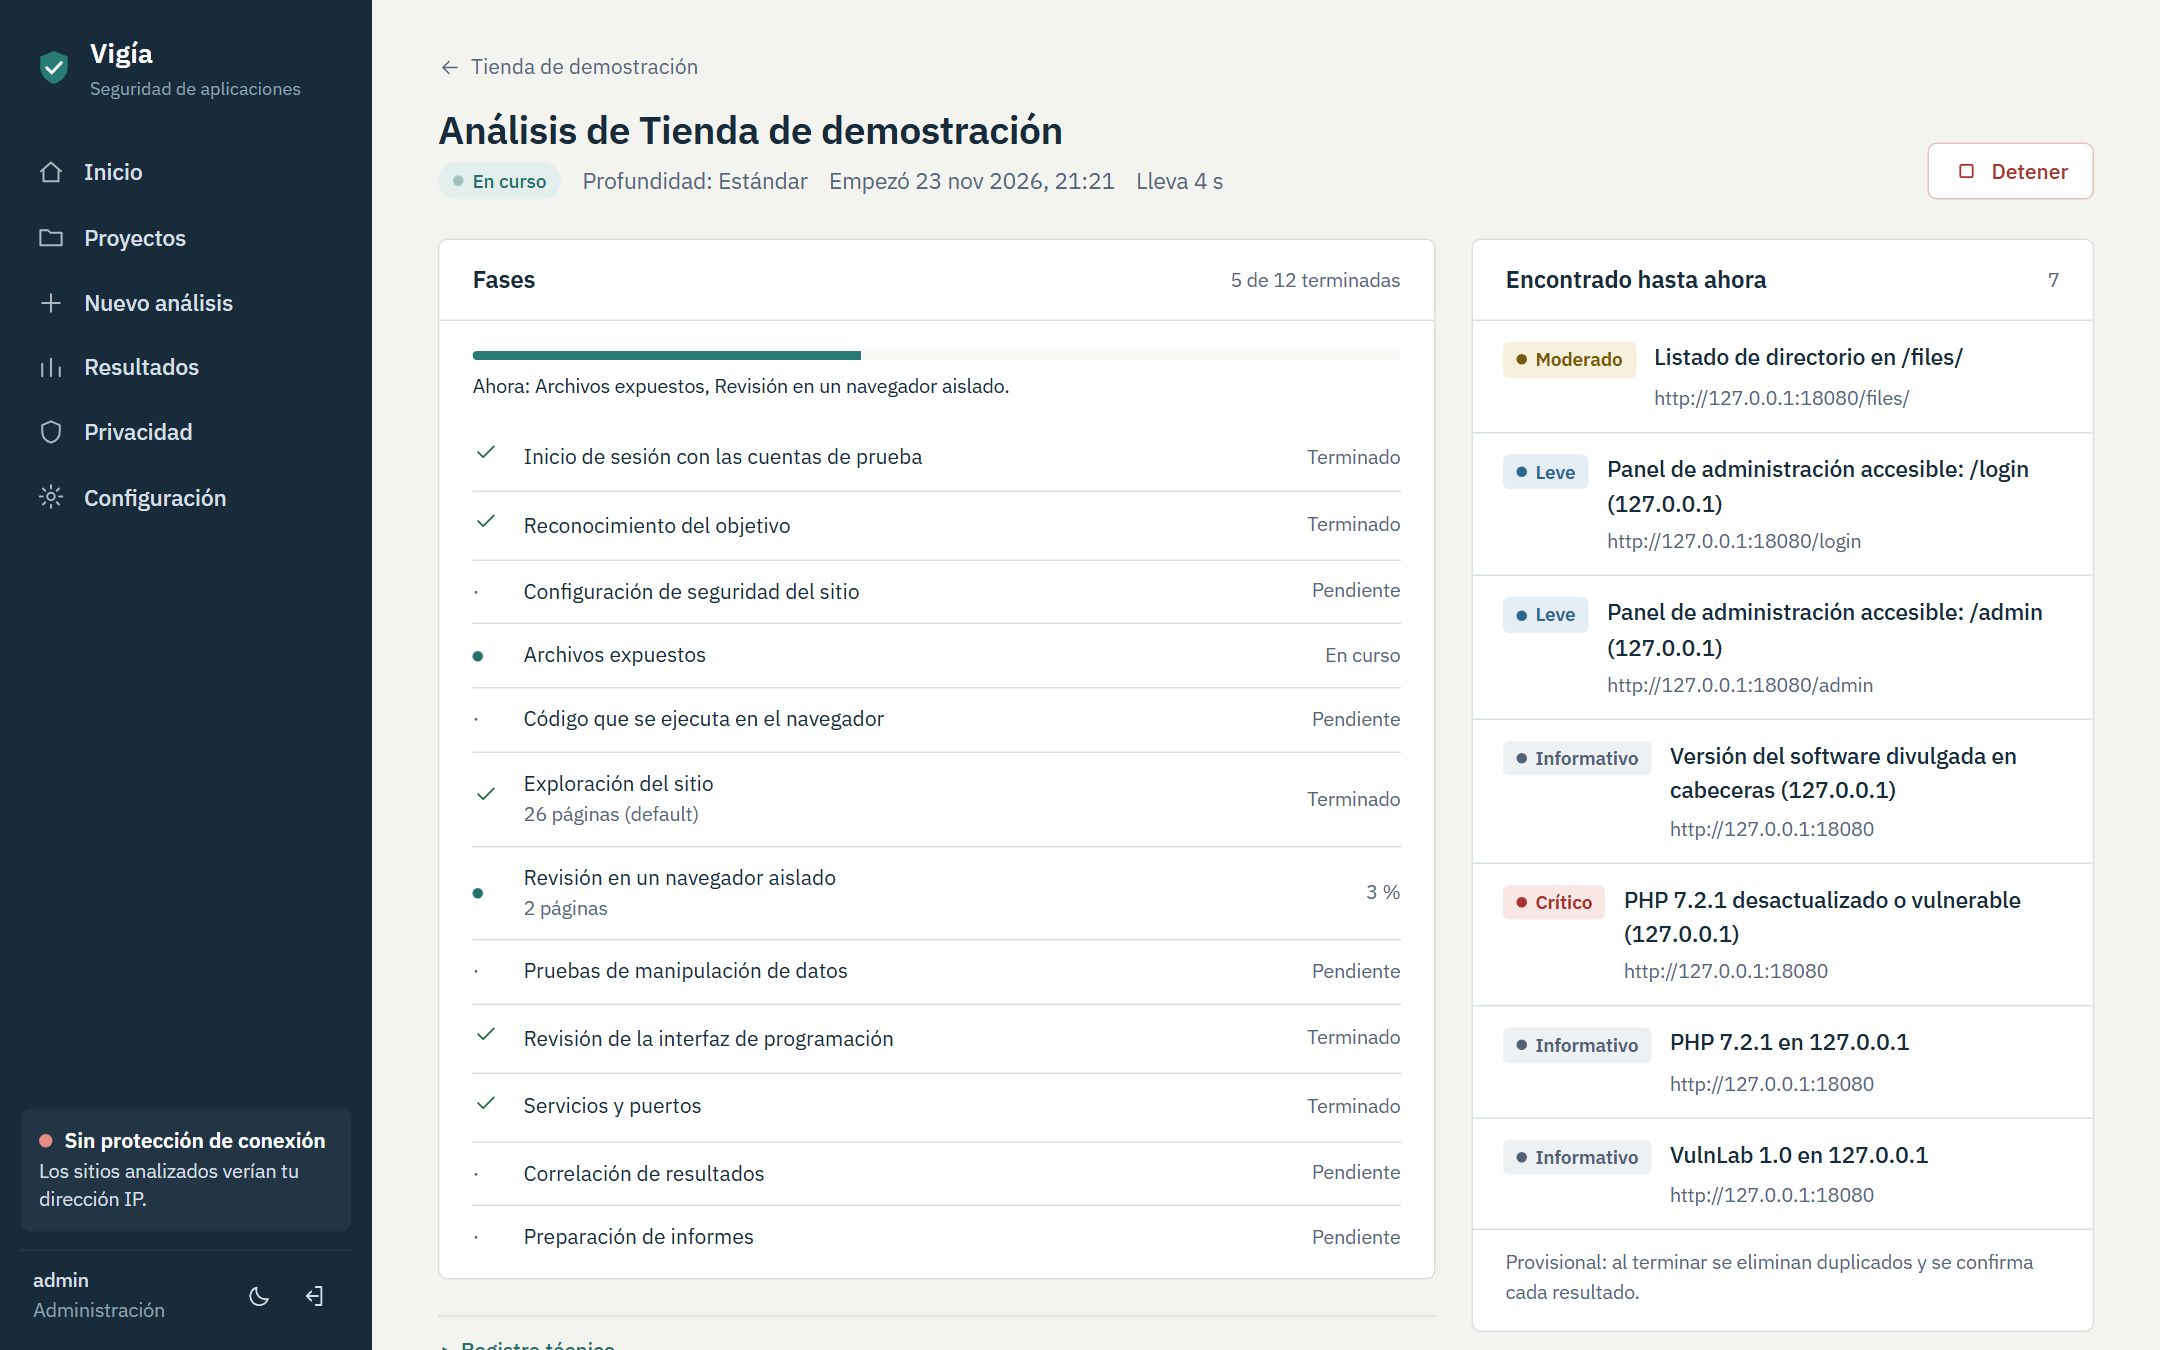 Vigía
Seguridad de aplicaciones
Inicio
Proyectos
Nuevo análisis
Resultados
Privacidad
Configuración
Sin protección de conexión
Los sitios analizados verían tu
dirección IP.
admin
Administración
← Tienda de demostración
Análisis de Tienda de demostración
En curso Profundidad: Estándar Empezó 23 nov 2026, 21:21 Lleva 4 s
Detener
Fases 5 de 12 terminadas
Ahora: Archivos expuestos, Revisión en un navegador aislado.
Inicio de sesión con las cuentas de prueba Terminado
Reconocimiento del objetivo Terminado
Configuración de seguridad del sitio Pendiente
Archivos expuestos En curso
Código que se ejecuta en el navegador Pendiente
Exploración del sitio Terminado
26 páginas (default)
Revisión en un navegador aislado 3 %
2 páginas
Pruebas de manipulación de datos Pendiente
Revisión de la interfaz de programación Terminado
Servicios y puertos Terminado
Correlación de resultados Pendiente
Preparación de informes Pendiente
Registro técnico
Encontrado hasta ahora 7
Moderado Listado de directorio en /files/
http://127.0.0.1:18080/files/
Leve Panel de administración accesible: /login
(127.0.0.1)
http://127.0.0.1:18080/login
Leve Panel de administración accesible: /admin
(127.0.0.1)
http://127.0.0.1:18080/admin
Informativo Versión del software divulgada en
cabeceras (127.0.0.1)
http://127.0.0.1:18080
Crítico PHP 7.2.1 desactualizado o vulnerable
(127.0.0.1)
http://127.0.0.1:18080
Informativo PHP 7.2.1 en 127.0.0.1
http://127.0.0.1:18080
Informativo VulnLab 1.0 en 127.0.0.1
http://127.0.0.1:18080
Provisional: al terminar se eliminan duplicados y se confirma
cada resultado.